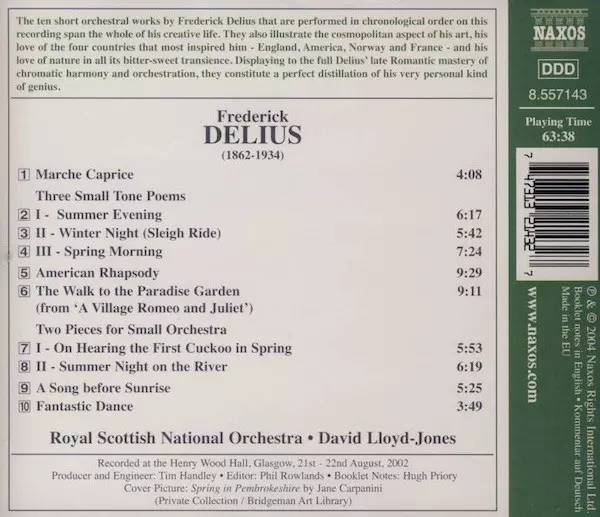 The ten short orchestral works by Frederick Delius that are performed in chronological order on this
recording span the whole of his creative life. They also illustrate the cosmopolitan aspect of his art, his
love of the four countries that most inspired him - England, America, Norway and France - and his
love of nature in all its bitter-sweet transience. Displaying to the full Delius' late Romantic mastery of
chromatic harmony and orchestration, they constitute a perfect distillation of his very personal kind
of genius.
Frederick
DELIUS
(1862-1934)
1 Marche Caprice 4:08
Three Small Tone Poems
2 I - Summer Evening 6:17
3 II - Winter Night (Sleigh Ride) 5:42
4 III - Spring Morning 7:24
5 American Rhapsody 9:29
6 The Walk to the Paradise Garden 9:11
(from ‘A Village Romeo and Juliet’)
Two Pieces for Small Orchestra
7 I - On Hearing the First Cuckoo in Spring 5:53
8 II - Summer Night on the River 6:19
9 A Song before Sunrise 5:25
10 Fantastic Dance 3:49
Royal Scottish National Orchestra • David Lloyd-Jones
Recorded at the Henry Wood Hall, Glasgow, 21st - 22nd August, 2002
Producer and Engineer: Tim Handley • Editor: Phil Rowlands • Booklet Notes: Hugh Priory
Cover Picture: Spring in Pembrokeshire by Jane Carpanini
(Private Collection / Bridgeman Art Library)
NAXOS
DDD
8.557143
Playing Time
63:38
7 47313 21432 7
www.naxos.com
℗ & © 2004 Naxos Rights International Ltd.
Booklet notes in English • Kommentar auf Deutsch
Made in the EU